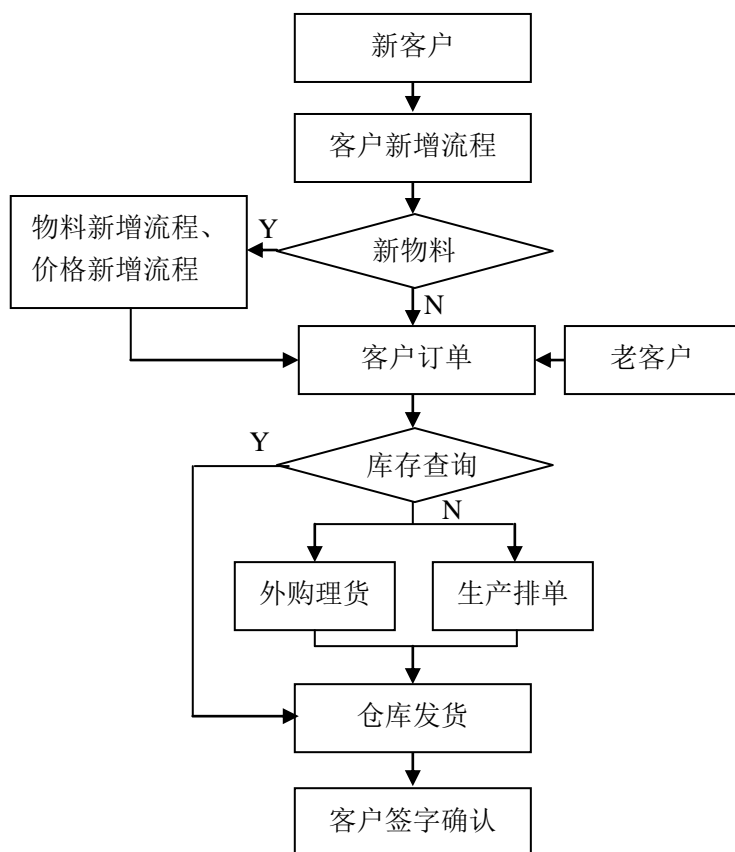 新客户
客户新增流程
物料新增流程、
价格新增流程
Y
新物料
N
客户订单
老客户
Y
库存查询
N
外购理货
生产排单
仓库发货
客户签字确认